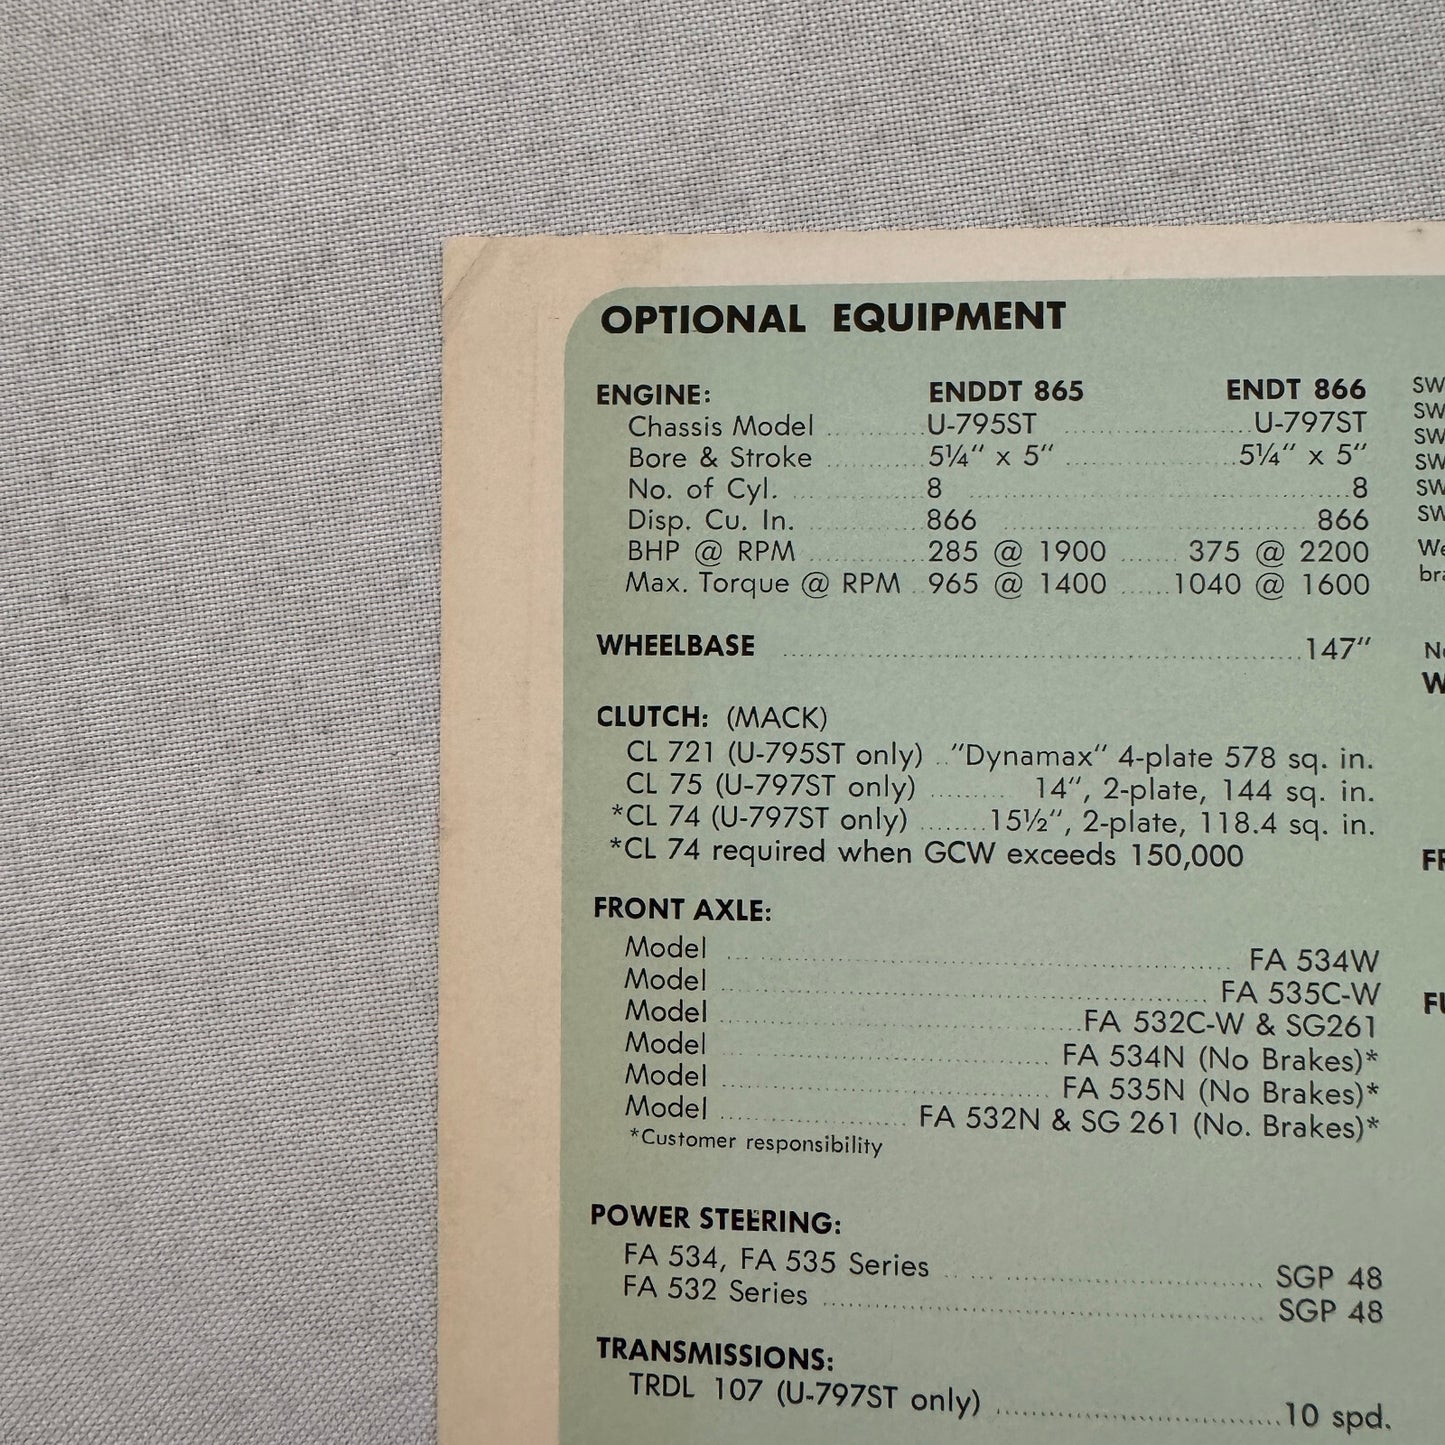 OPTIONAL EQUIPMENT
ENGINE: ENDDT 865 ENDT 866
Chassis Model U-795ST U-797ST
Bore & Stroke 5¼" x 5" 5¼" x 5"
No. of Cyl. 8 8
Disp. Cu. In. 866 866
BHP @ RPM 285 @ 1900 375 @ 2200
Max. Torque @ RPM 965 @ 1400 1040 @ 1600
WHEELBASE 147"
CLUTCH: (MACK)
CL 721 (U-795ST only) "Dynamax" 4-plate 578 sq. in.
CL 75 (U-797ST only) 14", 2-plate, 144 sq. in.
*CL 74 (U-797ST only) 15½", 2-plate, 118.4 sq. in.
*CL 74 required when GCW exceeds 150,000
FRONT AXLE:
Model FA 534W
Model FA 535C-W
Model FA 532C-W & SG261
Model FA 534N (No Brakes)*
Model FA 535N (No Brakes)*
Model FA 532N & SG 261 (No. Brakes)*
*Customer responsibility
POWER STEERING:
FA 534, FA 535 Series SGP 48
FA 532 Series SGP 48
TRANSMISSIONS:
TRDL 107 (U-797ST only) 10 spd.